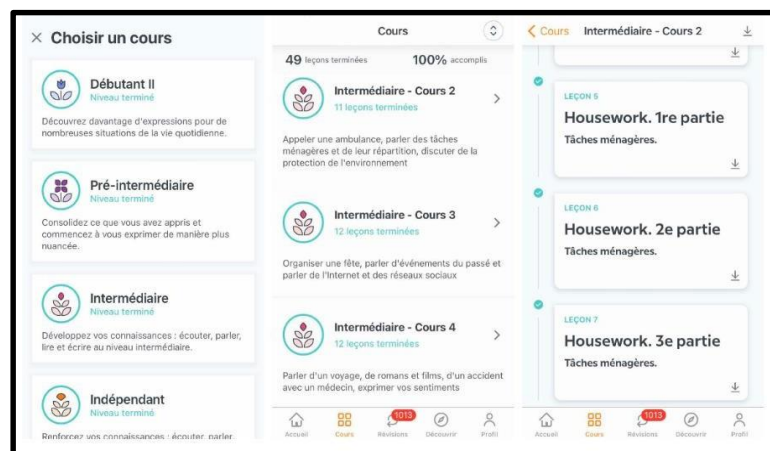 × Choisir un cours
Débutant II
Niveau terminé
Découvrez davantage d'expressions pour de
nombreuses situations de la vie quotidienne.
Pré-intermédiaire
Niveau terminé
Consolidez ce que vous avez appris et
commencez à vous exprimer de manière plus
nuancée.
Intermédiaire
Niveau terminé
Développez vos connaissances : écouter, parler,
lire et écrire au niveau intermédiaire.
Indépendant
Niveau terminé
Renforcez vos connaissances : écouter, parler,
Cours
49 leçons terminées 100% accomplis
Intermédiaire - Cours 2
11 leçons terminées
Appeler une ambulance, parler des tâches
ménagères et de leur répartition, discuter de la
protection de l'environnement
Intermédiaire - Cours 3
12 leçons terminées
Organiser une fête, parler d'événements du passé et
parler de l'Internet et des réseaux sociaux
Intermédiaire - Cours 4
12 leçons terminées
Parler d'un voyage, de romans et films, d'un accident
avec un médecin, exprimer vos sentiments
1013
Accueil Cours Révisions Découvrir Profil
Cours Intermédiaire - Cours 2
LEÇON 5
Housework. 1re partie
Tâches ménagères.
LEÇON 6
Housework. 2e partie
Tâches ménagères.
LEÇON 7
Housework. 3e partie
Tâches ménagères.
1013
Accueil Cours Révisions Découvrir Profil